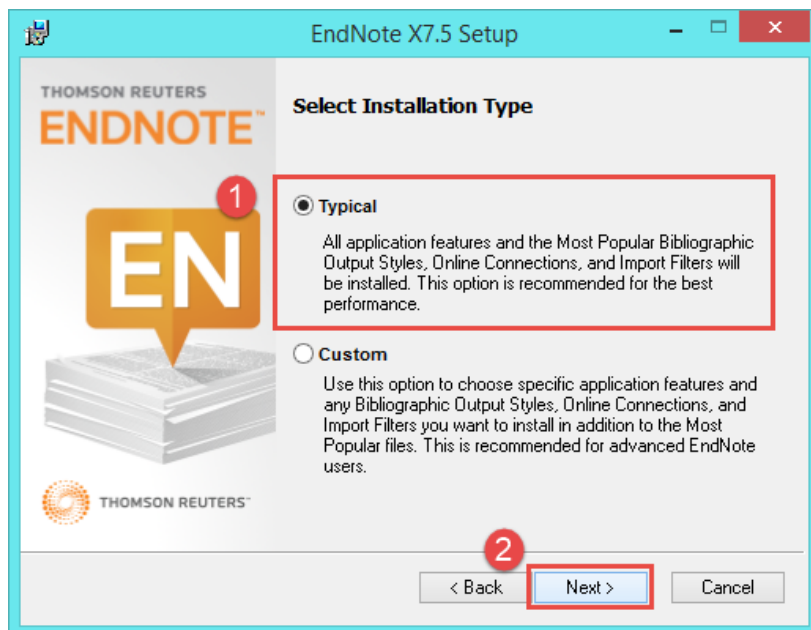 EndNote X7.5 Setup
THOMSON REUTERS
ENDNOTE™
Select Installation Type
1
Typical
All application features and the Most Popular Bibliographic
Output Styles, Online Connections, and Import Filters will
be installed. This option is recommended for the best
performance.
EN
Custom
Use this option to choose specific application features and
any Bibliographic Output Styles, Online Connections, and
Import Filters you want to install in addition to the Most
Popular files. This is recommended for advanced EndNote
users.
THOMSON REUTERS™
2
< Back
Next >
Cancel